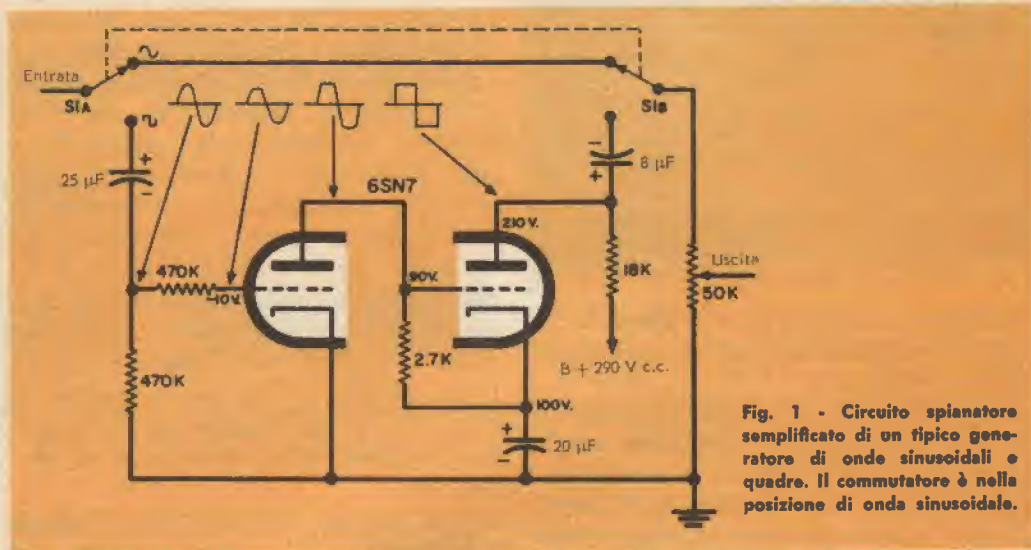 Entrata
S1A
S1B
25 µF
+
-
6SN7
-
+
8 µF
210V.
470K
-10V.
90V.
18K
Uscita
50K
470K
2.7K
B + 290 V c.c.
100V.
+
-
20 µF
Fig. 1 - Circuito spianatore
semplificato di un tipico gene-
ratore di onde sinusoidali e
quadre. Il commutatore è nella
posizione di onda sinusoidale.